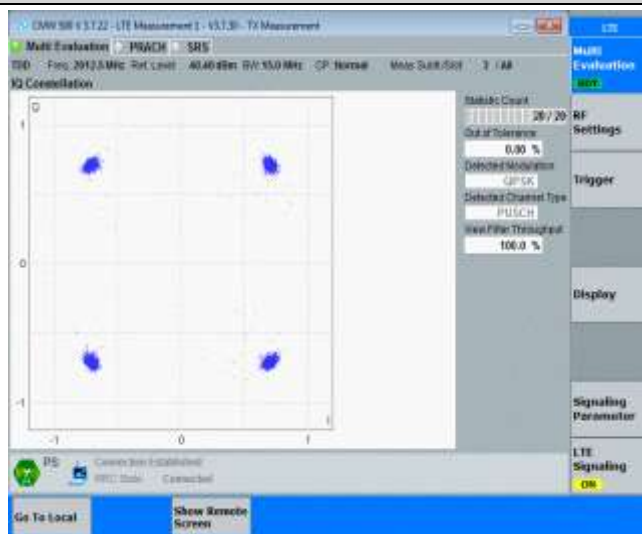 CMW 500 V 3.7.22 - LTE Measurement 1 - V3.7.30 - TX Measurement
Multi Evaluation PRACH SRS
TDD Freq: 2012.5 MHz Ref. Level: 40.40 dBm BW: 15.0 MHz CP: Normal Meas Subfr./Slot: 2 / All
IQ Constellation
Q
1
0
-1
-1 0 1
I
Statistic Count
20 / 20
Out of Tolerance
0.00 %
Detected Modulation
QPSK
Detected Channel Type
PUSCH
View Filter Throughput
100.0 %
PS:
Connection Established
RRC State: Connected
LTE
Multi
Evaluation
RDY
RF
Settings
Trigger
Display
Signaling
Parameter
LTE
Signaling
ON
Go To Local
Show Remote
Screen